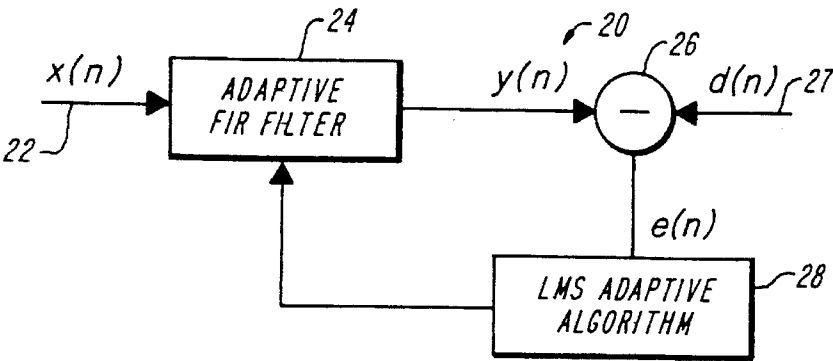 24
20
26
x(n)
ADAPTIVE
FIR FILTER
y(n)
−
d(n)
27
22
e(n)
LMS ADAPTIVE
ALGORITHM
28